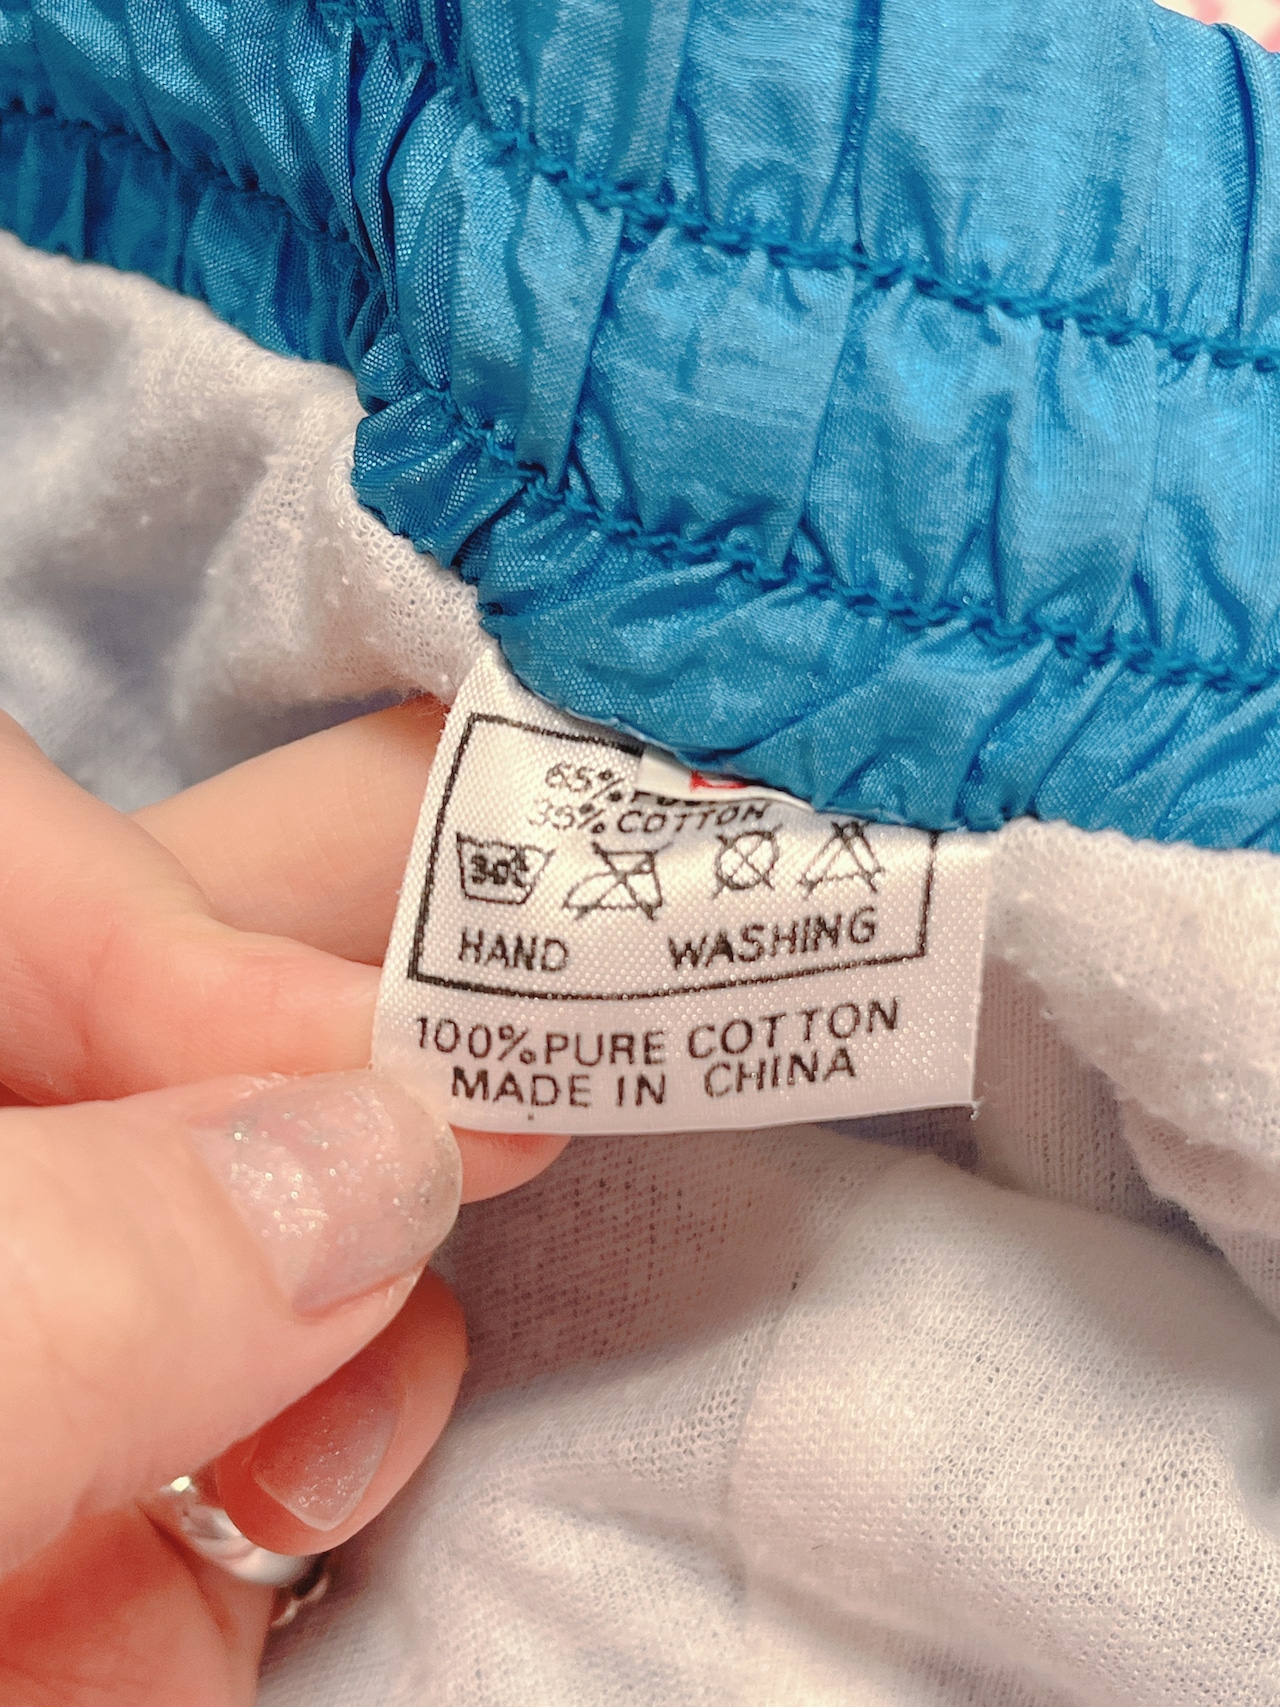 65%
35% COTTON
30°C
HAND WASHING
100% PURE COTTON
MADE IN CHINA